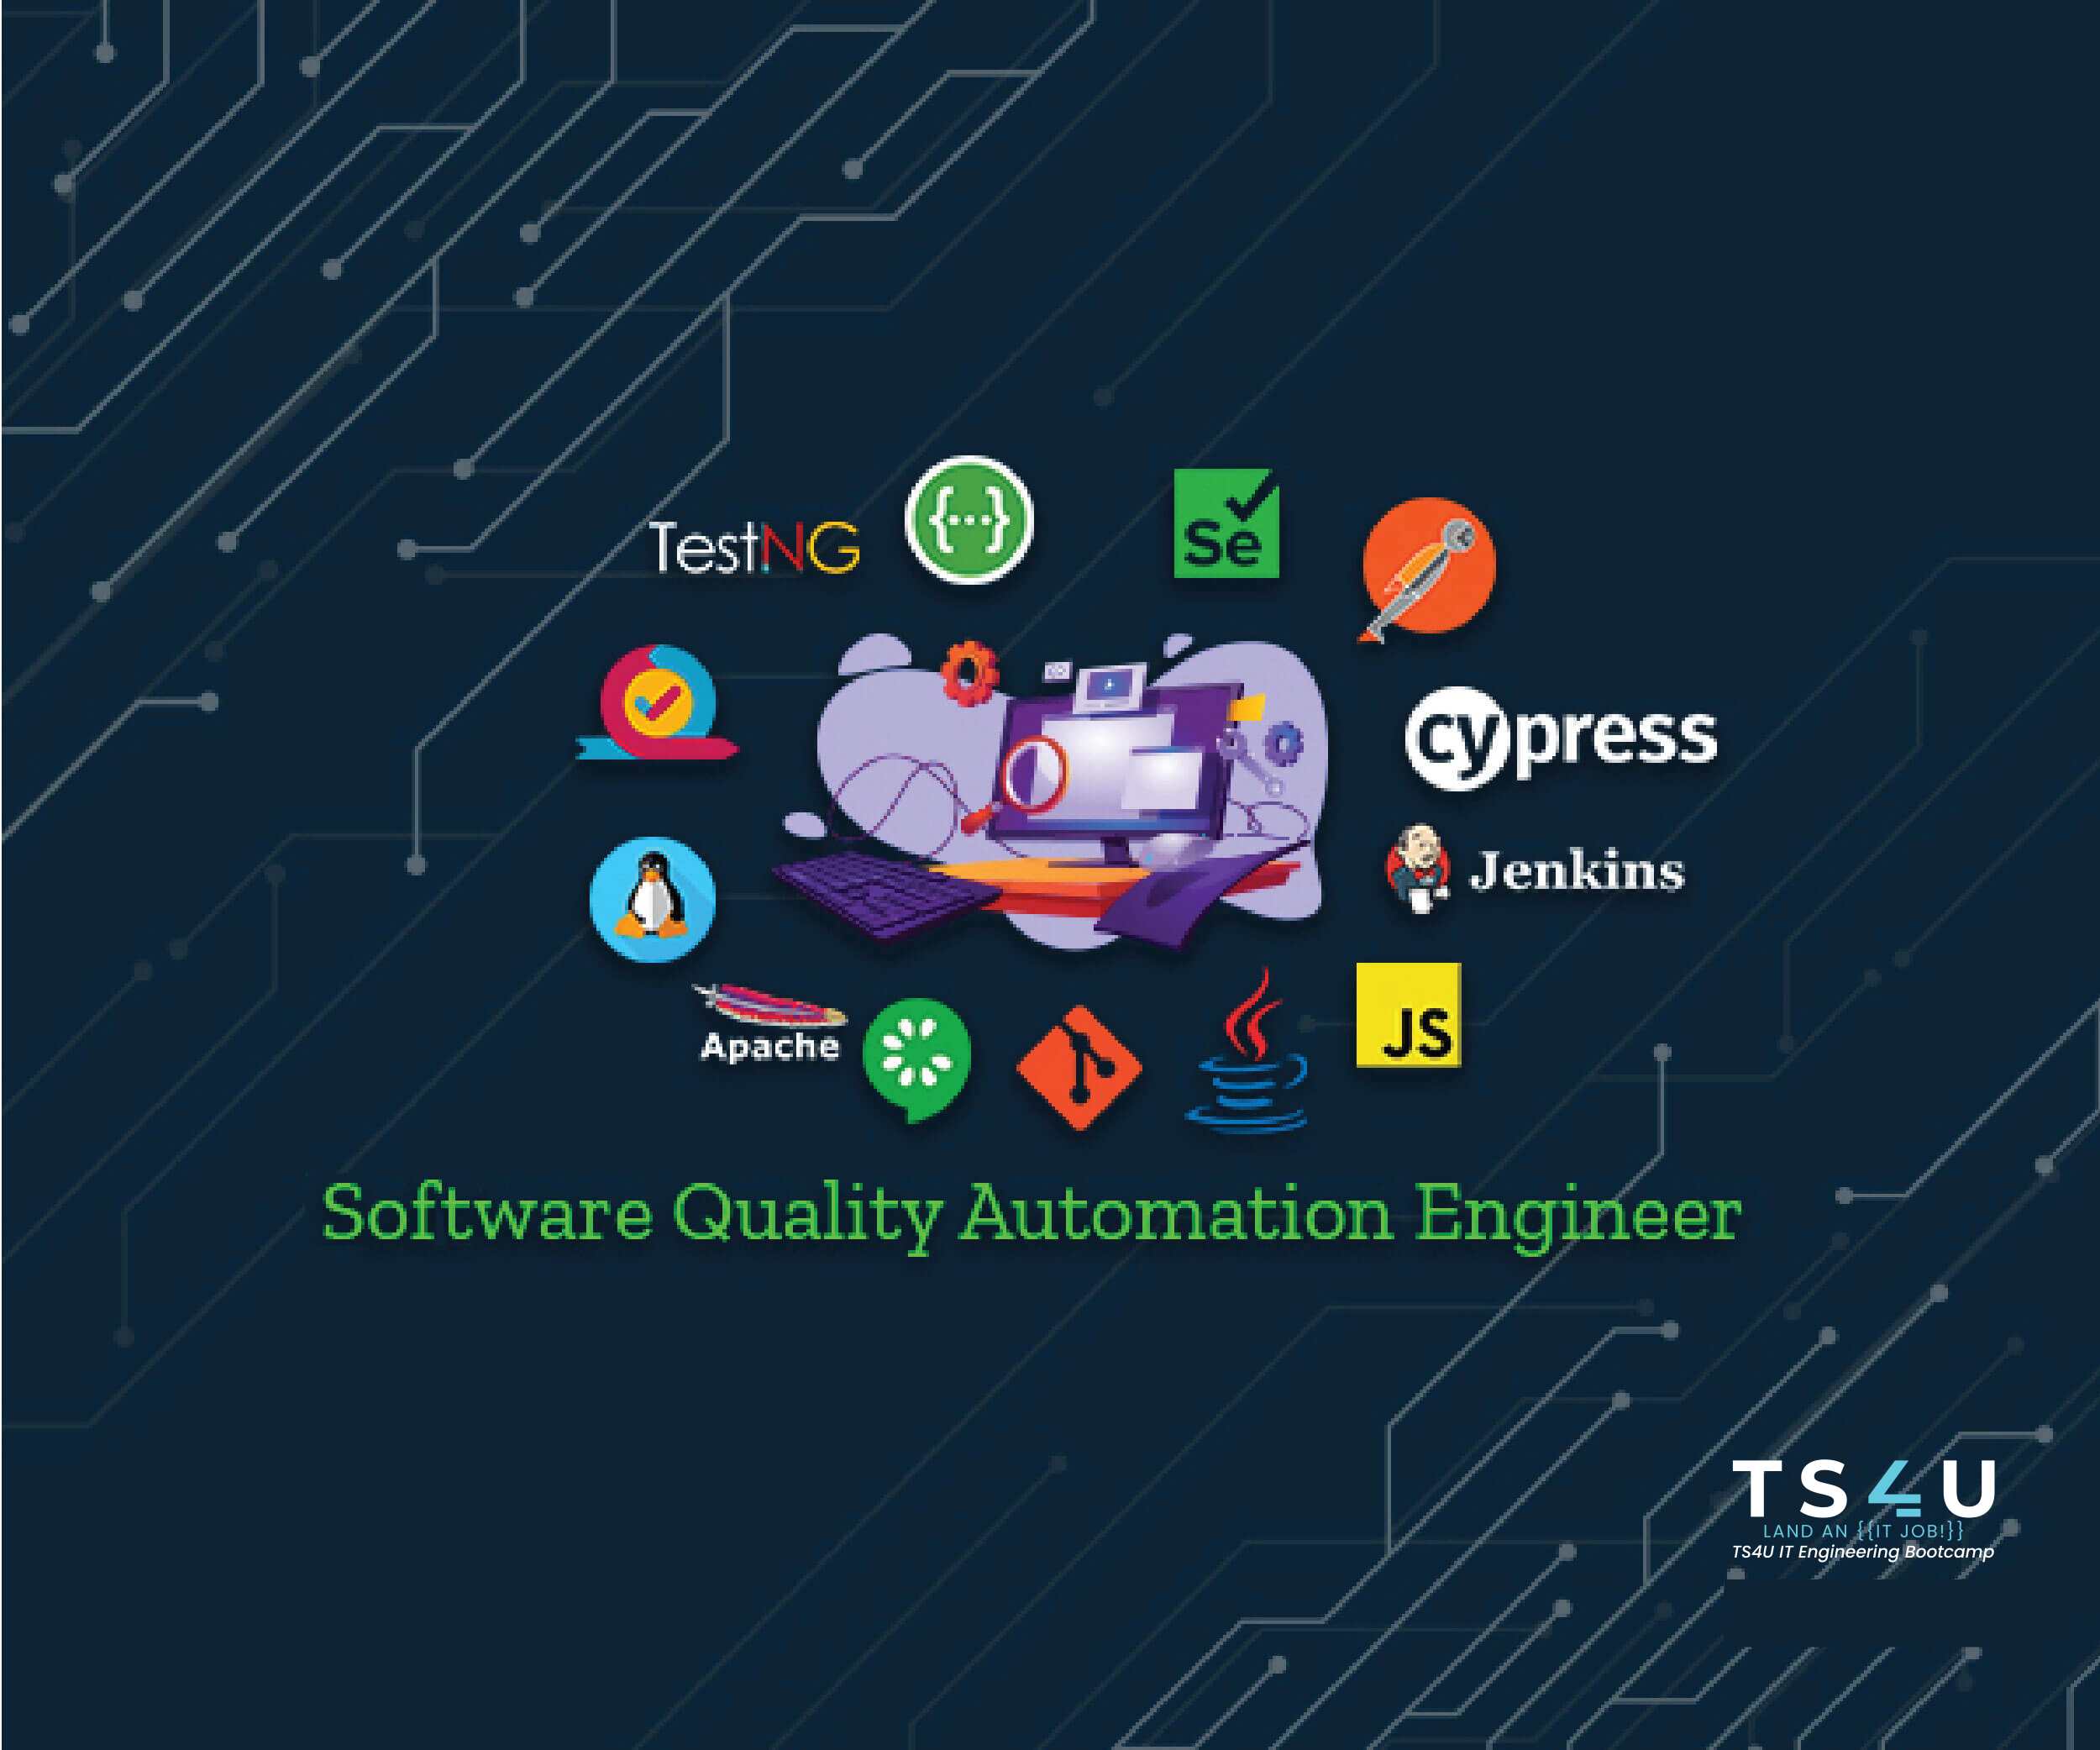 TestNG
{...}
Se
cypress
Jenkins
Apache
JS
Software Quality Automation Engineer
TS4U
LAND AN {{IT JOB!}}
TS4U IT Engineering Bootcamp